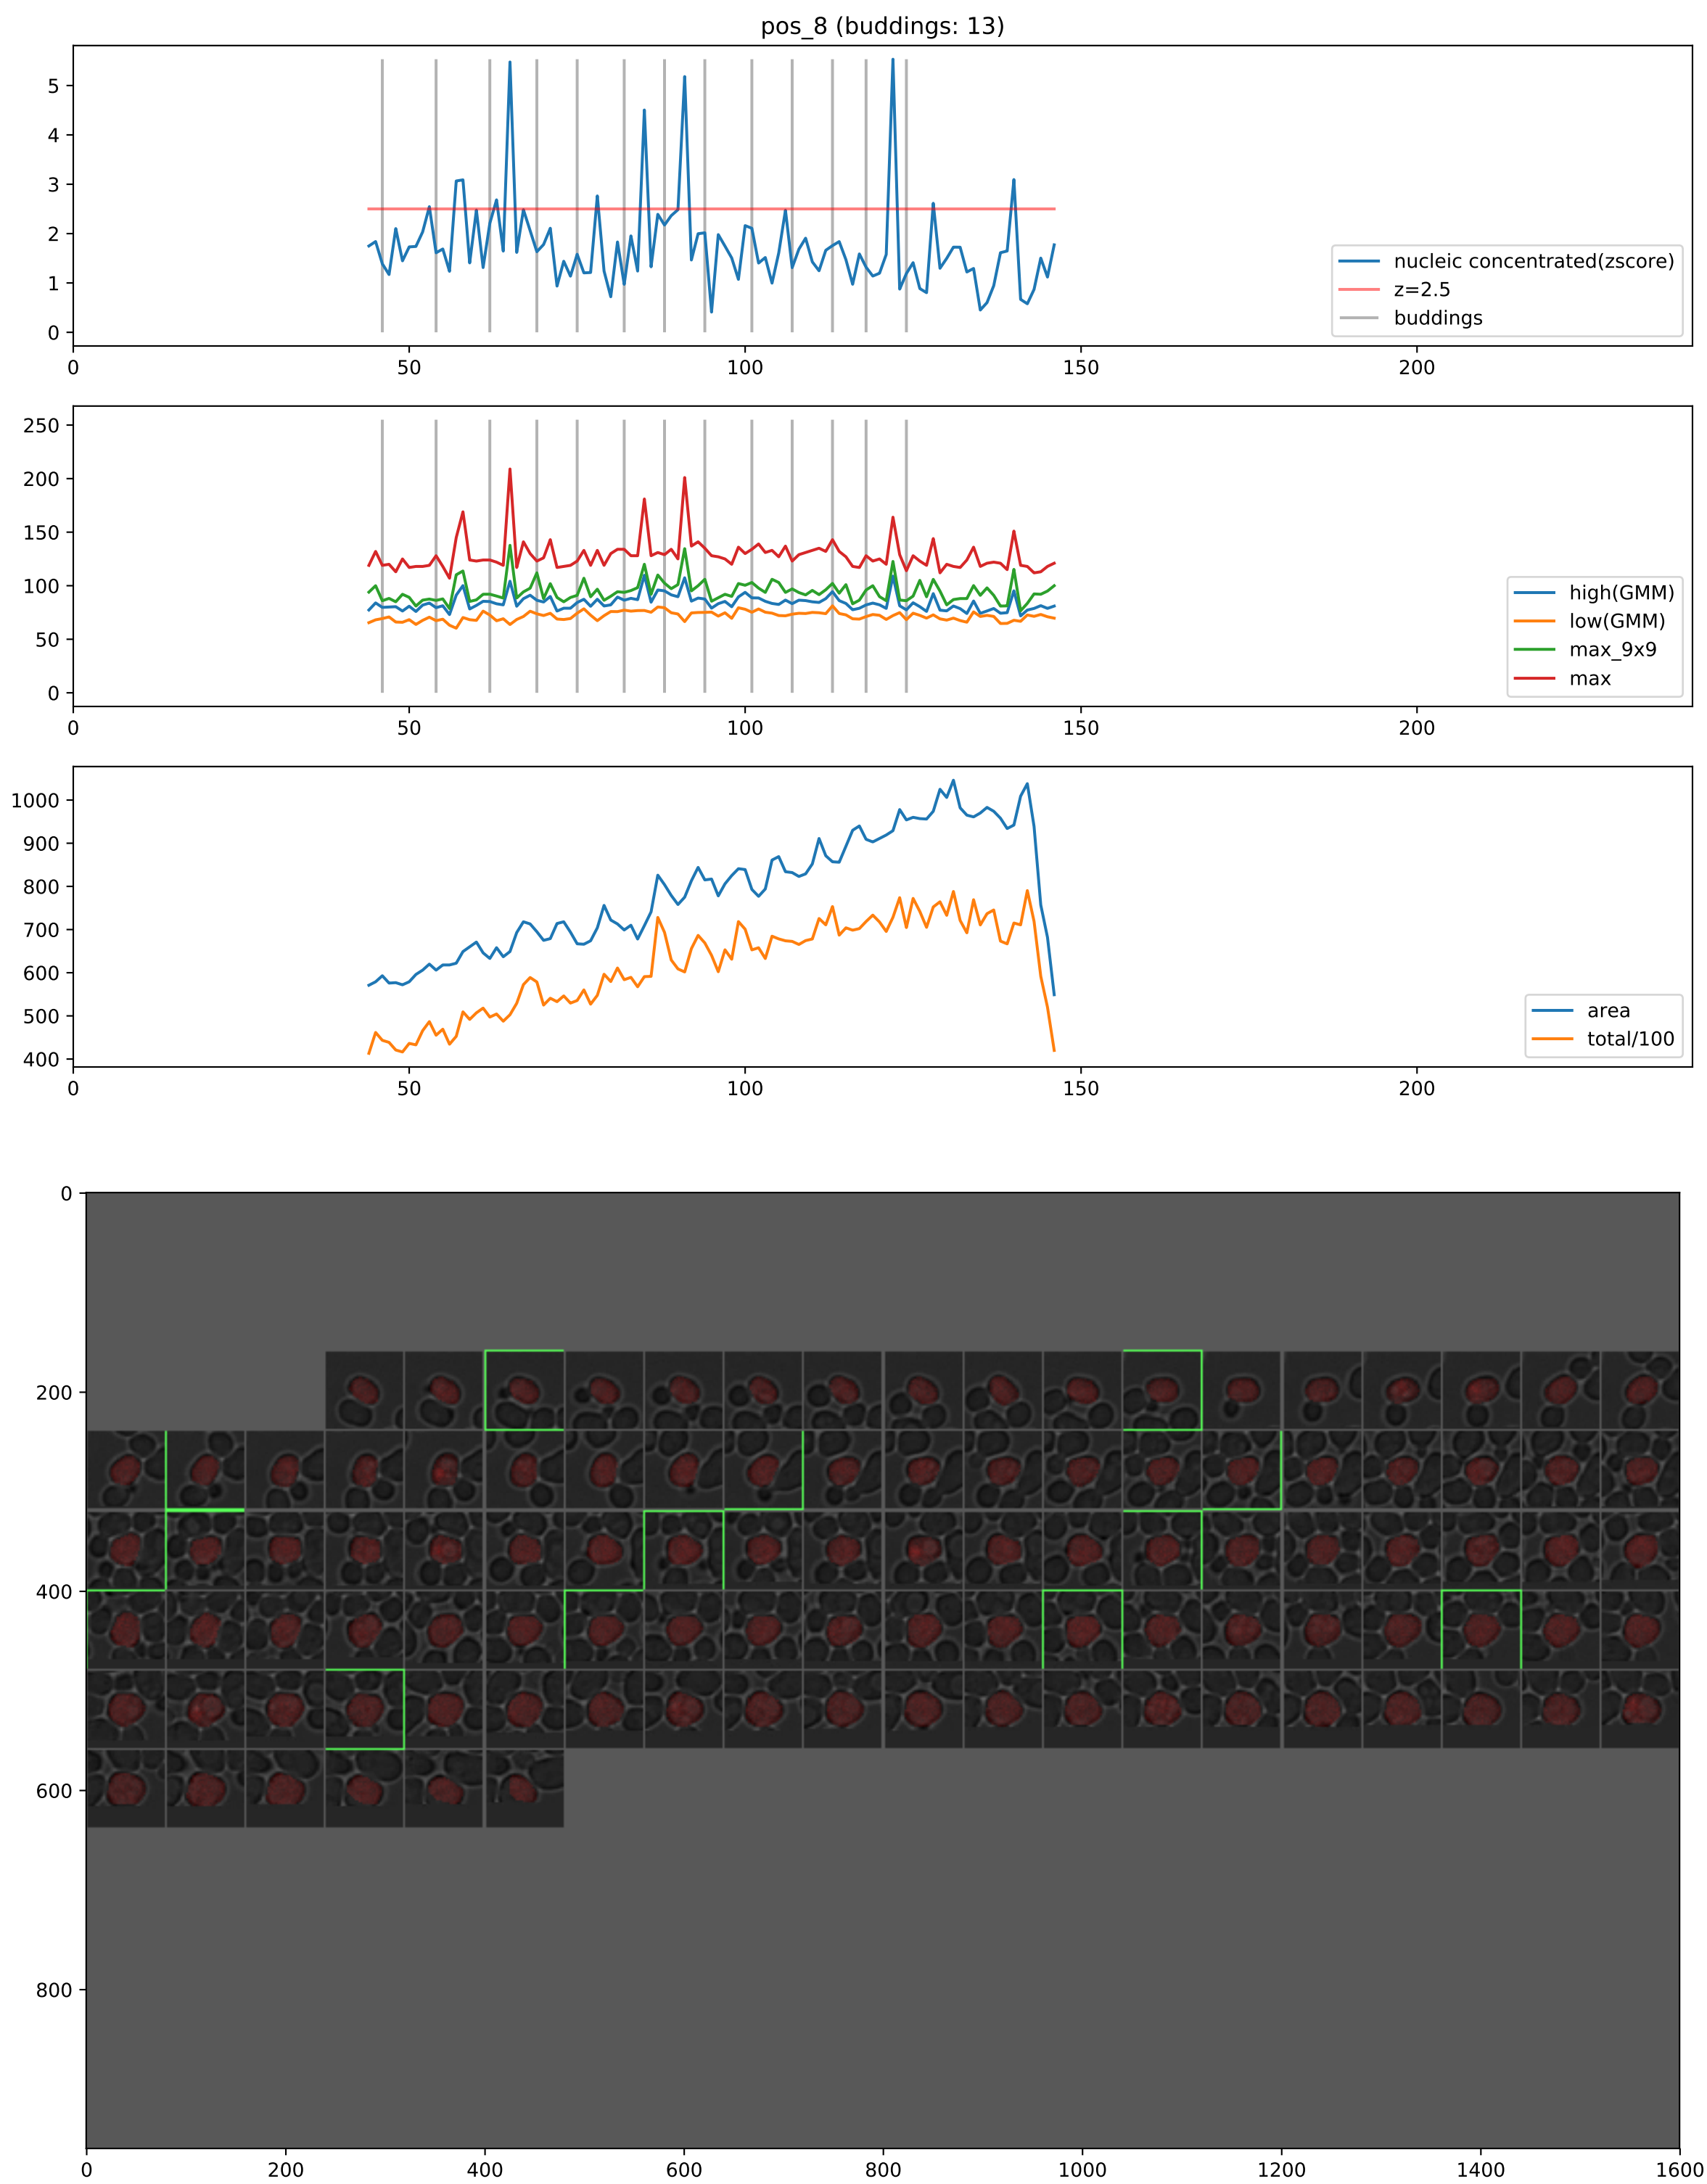 pos_8 (buddings: 13)
5
4
3
2
1
0
nucleic concentrated(zscore)
z=2.5
buddings
0 50 100 150 200
250
200
150
100
50
0
high(GMM)
low(GMM)
max_9x9
max
0 50 100 150 200
1000
900
800
700
600
500
400
area
total/100
0 50 100 150 200
0
200
400
600
800
0 200 400 600 800 1000 1200 1400 1600